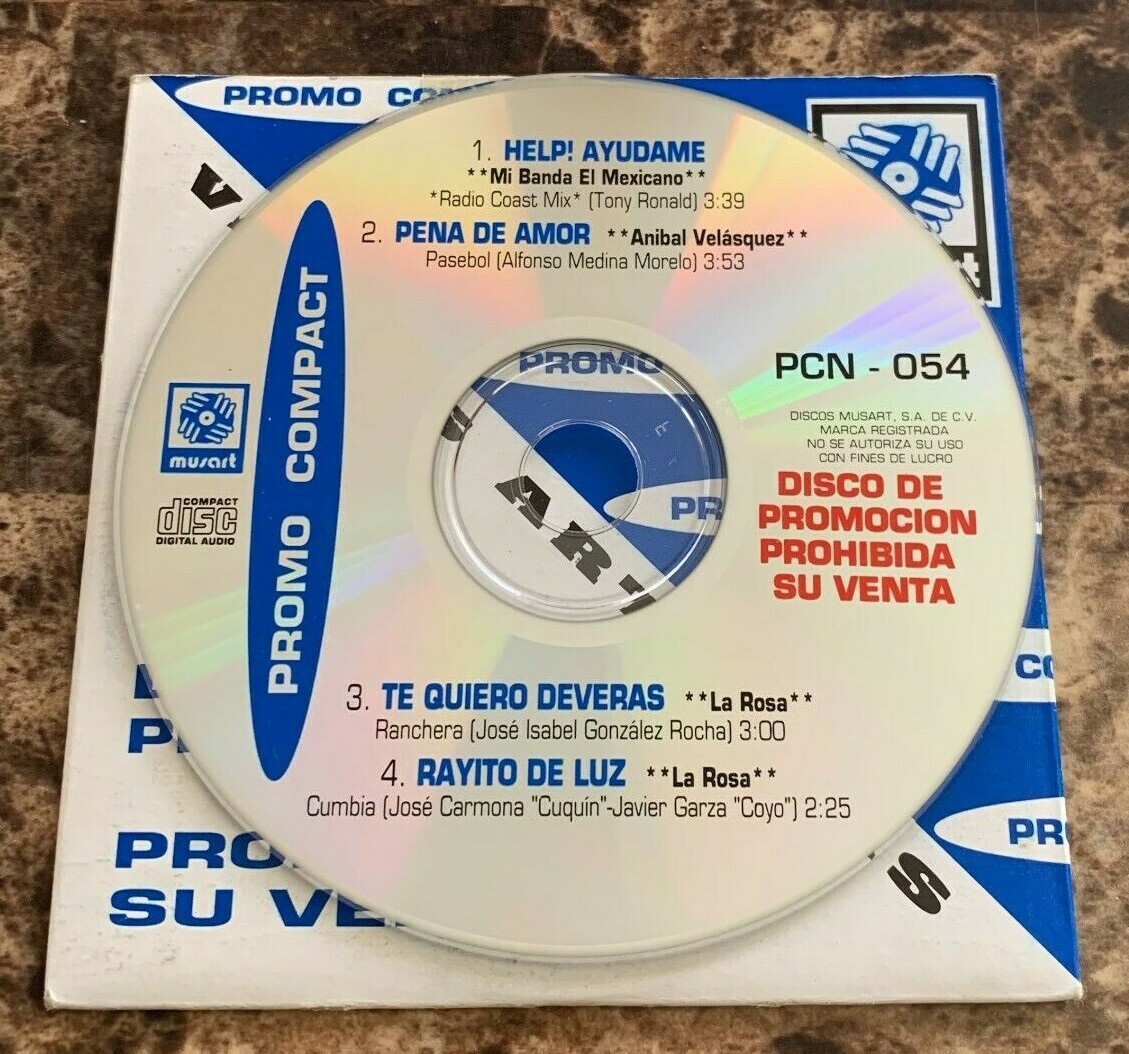 PROMO
1. HELP! AYUDAME
**Mi Banda El Mexicano**
*Radio Coast Mix* (Tony Ronald) 3:39
2. PENA DE AMOR **Anibal Velásquez**
Pasebol (Alfonso Medina Morelo) 3:53
PROMO COMPACT
musart
COMPACT
disc
DIGITAL AUDIO
PROMO
PCN - 054
DISCOS MUSART, S.A. DE C.V.
MARCA REGISTRADA
NO SE AUTORIZA SU USO
CON FINES DE LUCRO
DISCO DE
PROMOCION
PROHIBIDA
SU VENTA
3. TE QUIERO DEVERAS **La Rosa**
Ranchera (José Isabel González Rocha) 3:00
4. RAYITO DE LUZ **La Rosa**
Cumbia (José Carmona "Cuquín"-Javier Garza "Coyo") 2:25
SU